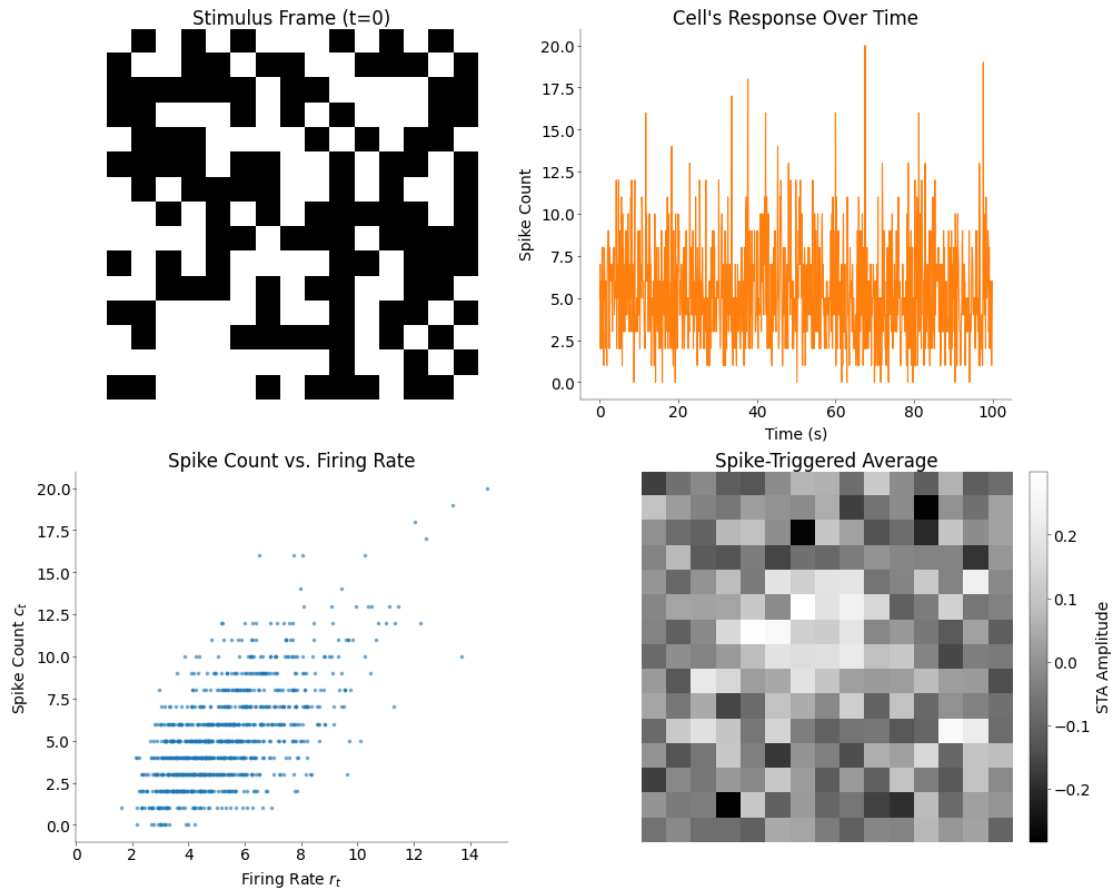 Stimulus Frame (t=0)
Cell's Response Over Time
20.0
17.5
15.0
12.5
10.0
7.5
5.0
2.5
0.0
Spike Count
0 20 40 60 80 100
Time (s)
Spike Count vs. Firing Rate
20.0
17.5
15.0
12.5
10.0
7.5
5.0
2.5
0.0
Spike Count c_t
0 2 4 6 8 10 12 14
Firing Rate r_t
Spike-Triggered Average
0.2
0.1
0.0
−0.1
−0.2
STA Amplitude